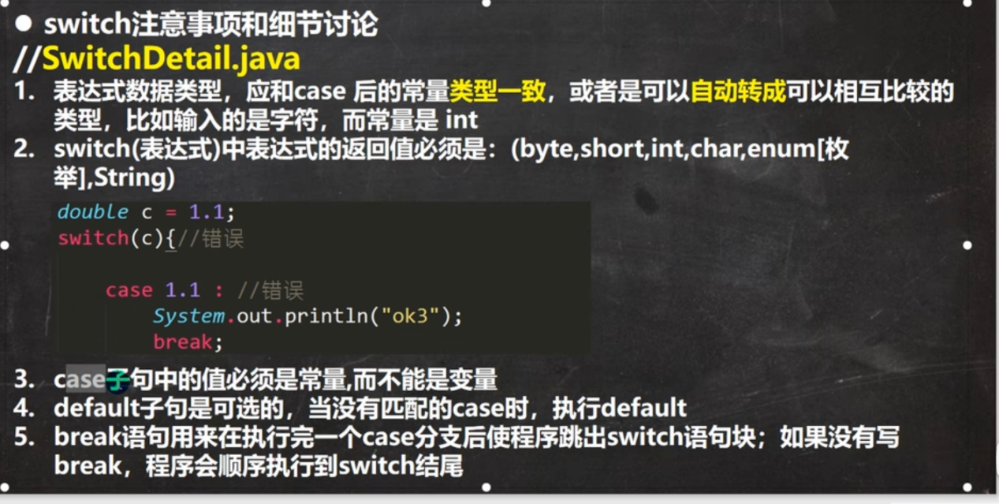 ● switch注意事项和细节讨论
//SwitchDetail.java
1. 表达式数据类型，应和case 后的常量类型一致，或者是可以自动转成可以相互比较的
类型，比如输入的是字符，而常量是 int
2. switch(表达式)中表达式的返回值必须是：(byte,short,int,char,enum[枚
举],String)
double c = 1.1;
switch(c){//错误
case 1.1 : //错误
System.out.println("ok3");
break;
3. case子句中的值必须是常量,而不能是变量
4. default子句是可选的，当没有匹配的case时，执行default
5. break语句用来在执行完一个case分支后使程序跳出switch语句块；如果没有写
break，程序会顺序执行到switch结尾